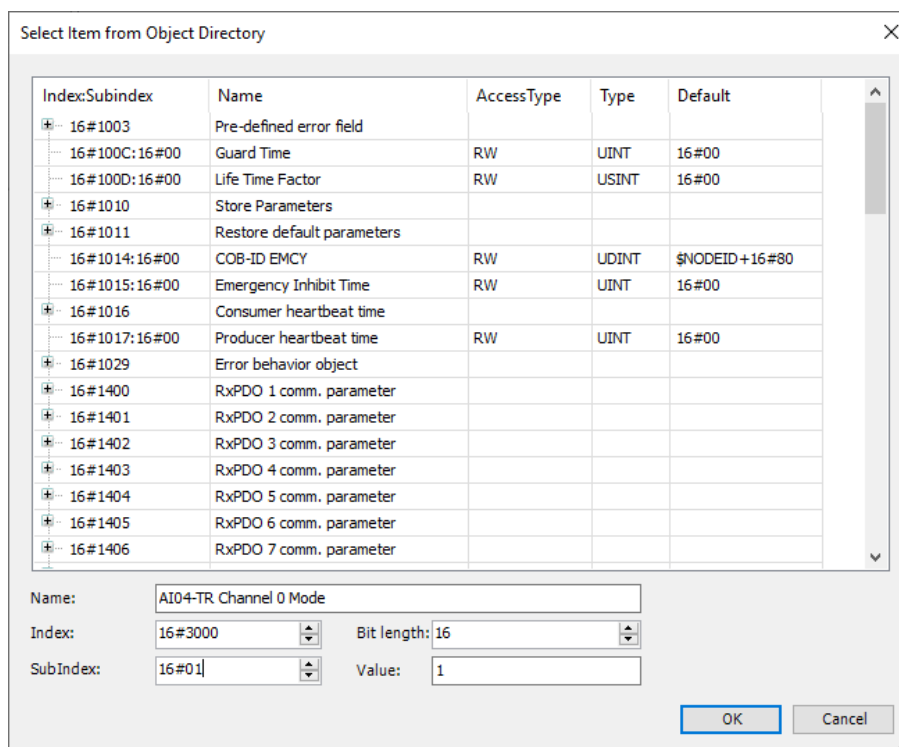 Select Item from Object Directory
Index:Subindex Name AccessType Type Default
16#1003 Pre-defined error field
16#100C:16#00 Guard Time RW UINT 16#00
16#100D:16#00 Life Time Factor RW USINT 16#00
16#1010 Store Parameters
16#1011 Restore default parameters
16#1014:16#00 COB-ID EMCY RW UDINT $NODEID+16#80
16#1015:16#00 Emergency Inhibit Time RW UINT 16#00
16#1016 Consumer heartbeat time
16#1017:16#00 Producer heartbeat time RW UINT 16#00
16#1029 Error behavior object
16#1400 RxPDO 1 comm. parameter
16#1401 RxPDO 2 comm. parameter
16#1402 RxPDO 3 comm. parameter
16#1403 RxPDO 4 comm. parameter
16#1404 RxPDO 5 comm. parameter
16#1405 RxPDO 6 comm. parameter
16#1406 RxPDO 7 comm. parameter
Name: AI04-TR Channel 0 Mode
Index: 16#3000 Bit length: 16
SubIndex: 16#01 Value: 1
OK Cancel